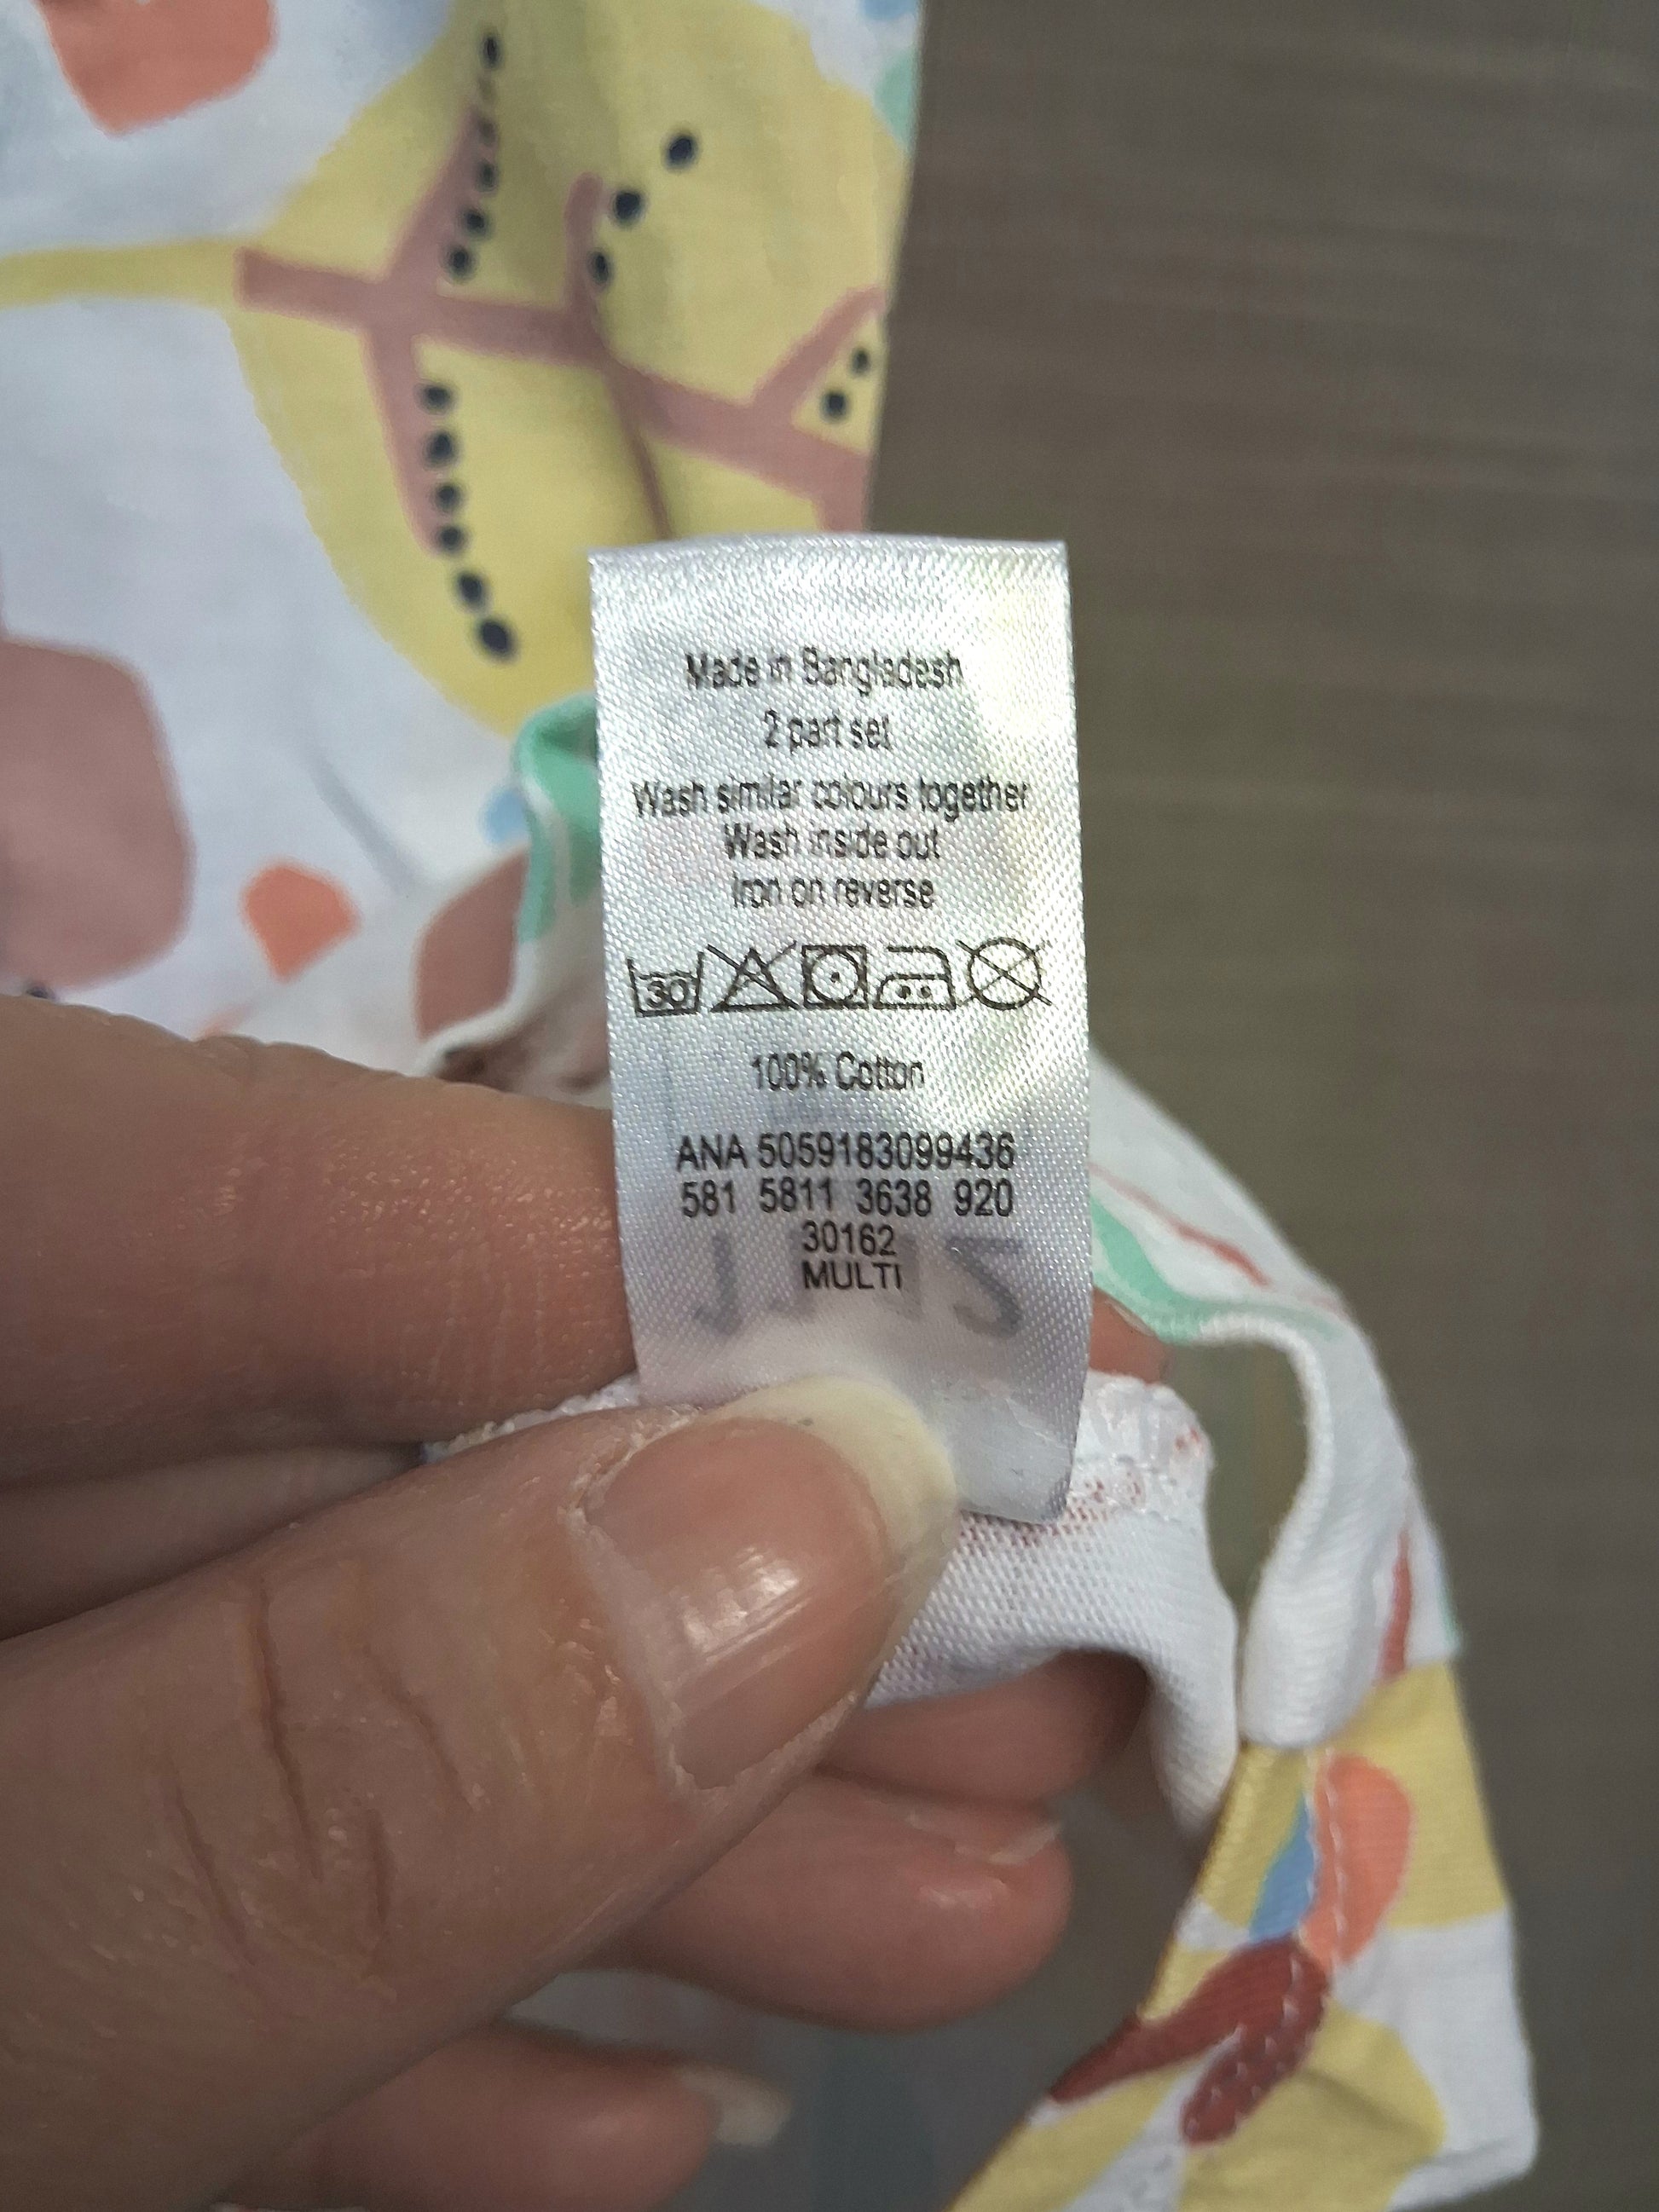 Made in Bangladesh
2 part set
Wash similar colours together
Wash inside out
Iron on reverse
30
100% Cotton
ANA 5059183099436
581 5811 3638 920
30162
MULTI